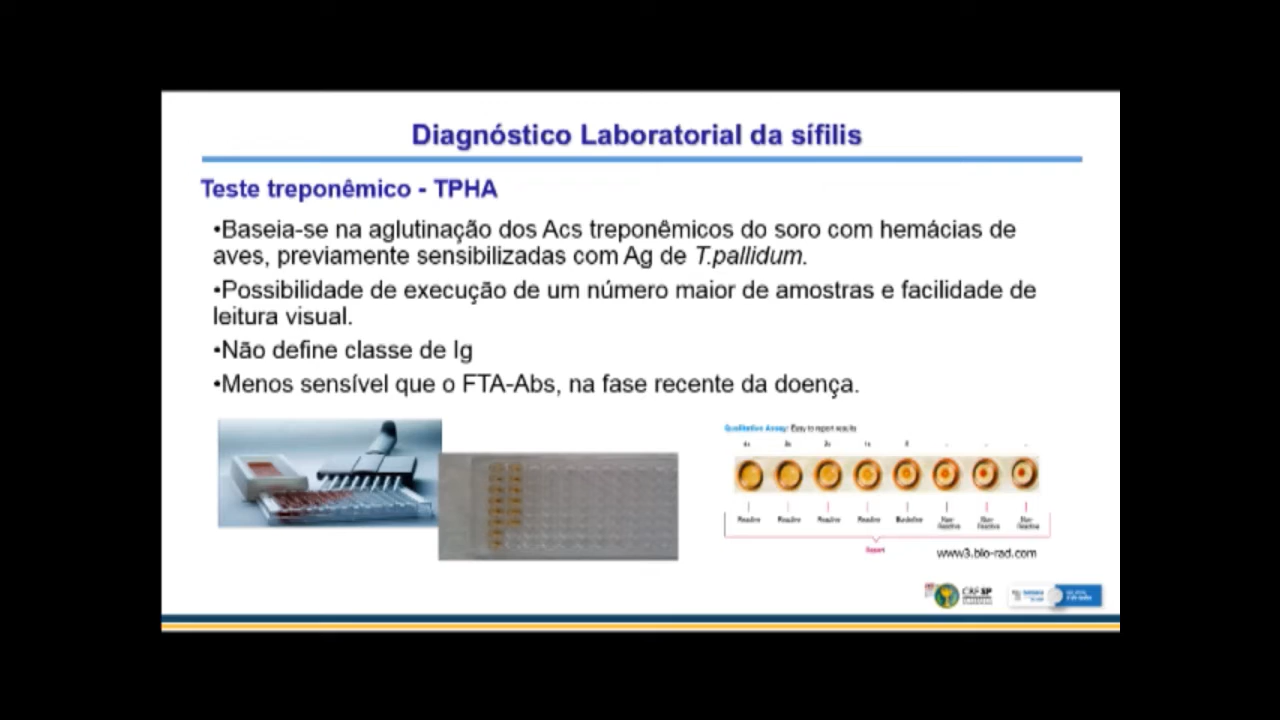 Diagnóstico Laboratorial da sífilis
Teste treponêmico - TPHA
•Baseia-se na aglutinação dos Acs treponêmicos do soro com hemácias de
aves, previamente sensibilizadas com Ag de T.pallidum.
•Possibilidade de execução de um número maior de amostras e facilidade de
leitura visual.
•Não define classe de Ig
•Menos sensível que o FTA-Abs, na fase recente da doença.
Qualitative Assay: Easy to report results
Reactive Reactive Reactive Reactive Borderline Non-Reactive Non-Reactive Non-Reactive
Report
www3.bio-rad.com
CRF SP